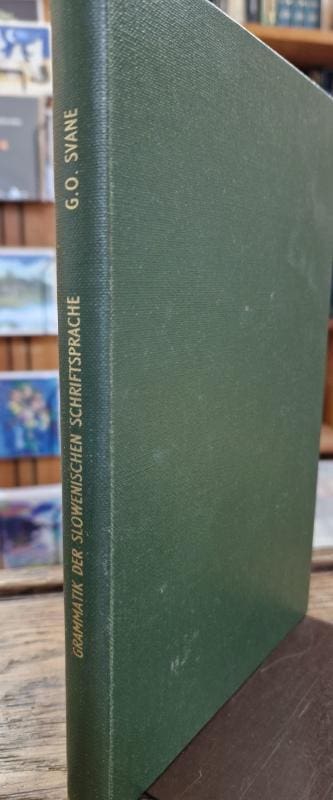 G.O. SVANE
GRAMMATIK DER SLOWENISCHEN SCHRIFTSPRACHE